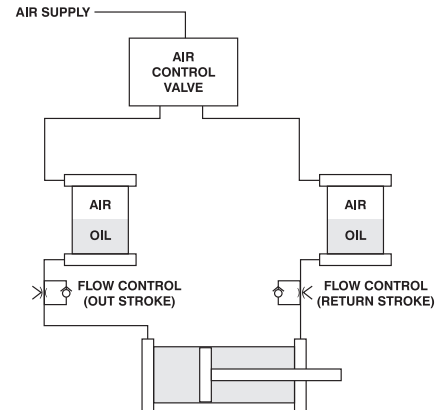 AIR SUPPLY
AIR
CONTROL
VALVE
AIR
OIL
AIR
OIL
FLOW CONTROL
(OUT STROKE)
FLOW CONTROL
(RETURN STROKE)